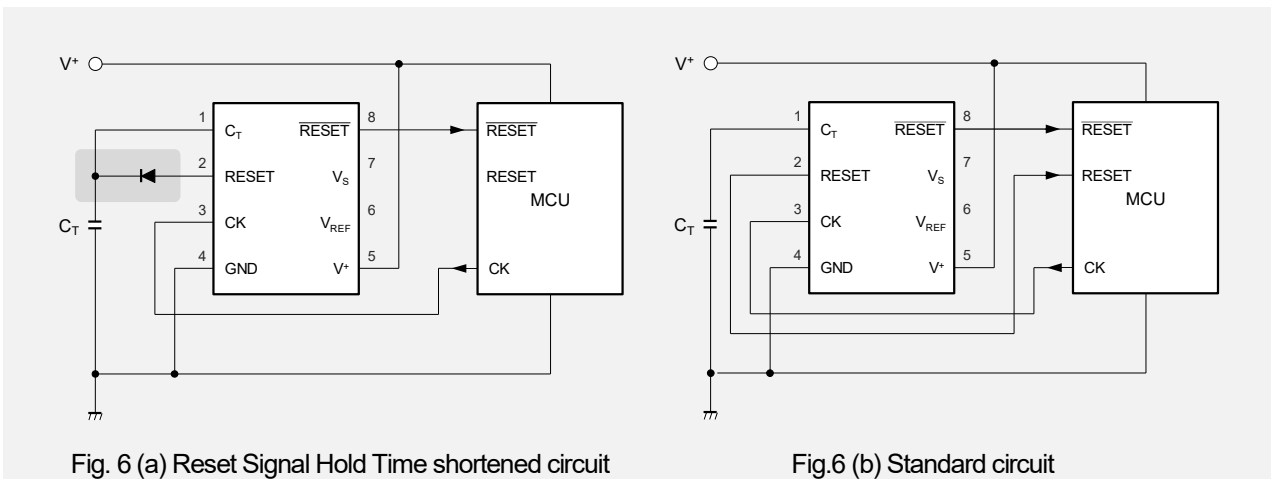 V+
1
CT
RESET
8
RESET
2
RESET
VS
7
RESET
MCU
3
CK
VREF
6
CT
4
GND
V+
5
CK
Fig. 6 (a) Reset Signal Hold Time shortened circuit
V+
1
CT
RESET
8
RESET
2
RESET
VS
7
RESET
MCU
3
CK
VREF
6
CT
4
GND
V+
5
CK
Fig.6 (b) Standard circuit